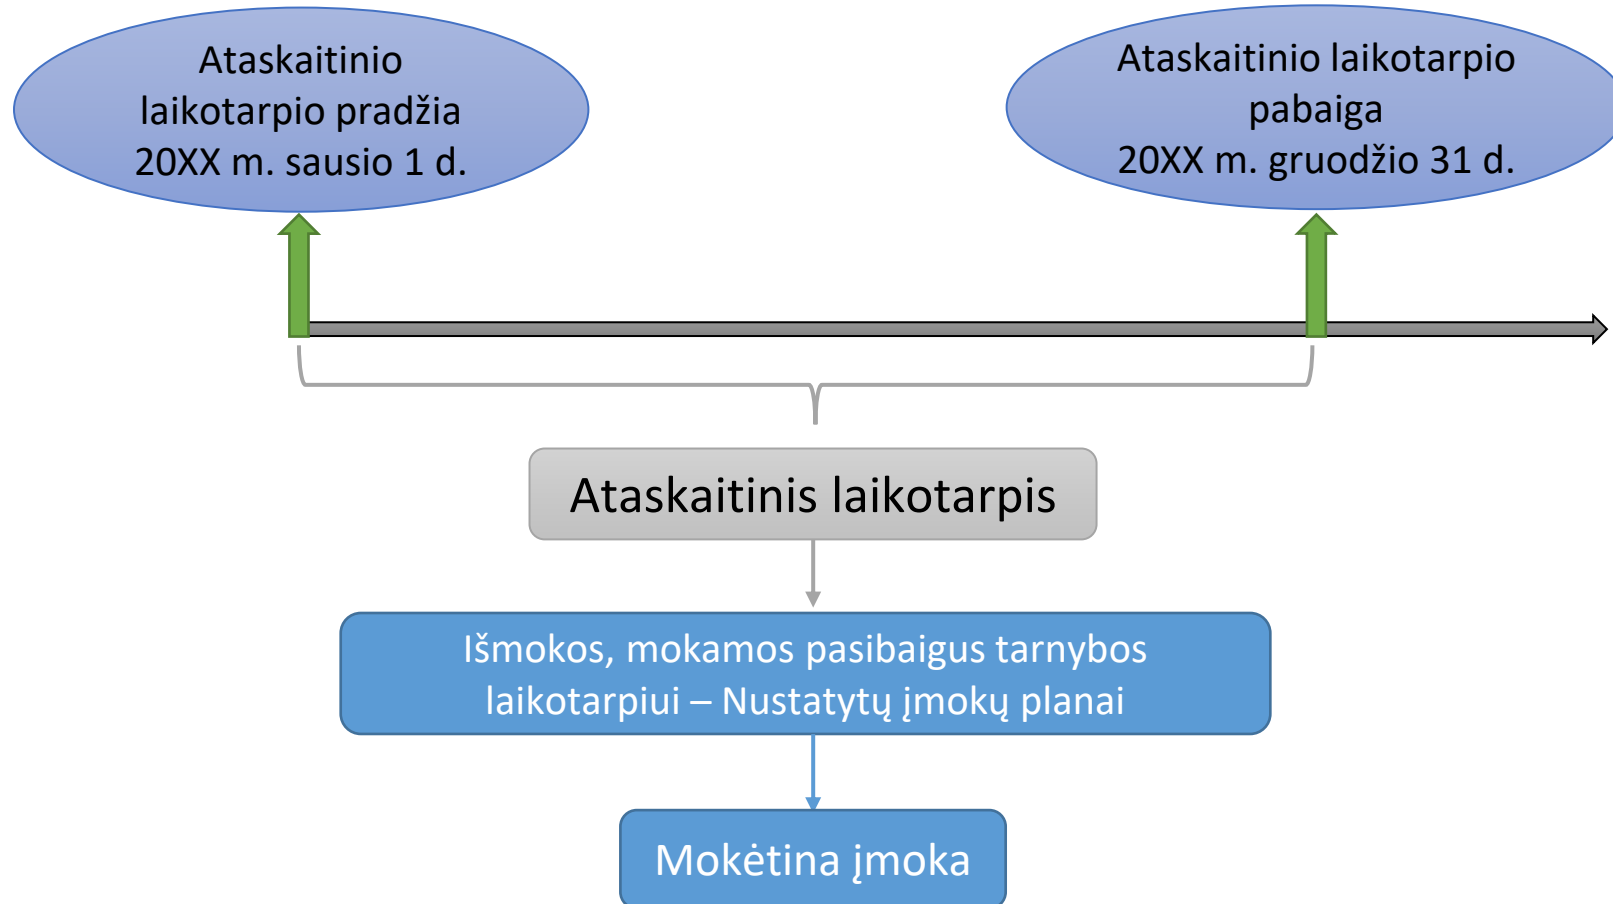 Ataskaitinio
laikotarpio pradžia
20XX m. sausio 1 d.
Ataskaitinio laikotarpio
pabaiga
20XX m. gruodžio 31 d.
Ataskaitinis laikotarpis
Išmokos, mokamos pasibaigus tarnybos
laikotarpiui – Nustatytų įmokų planai
Mokėtina įmoka